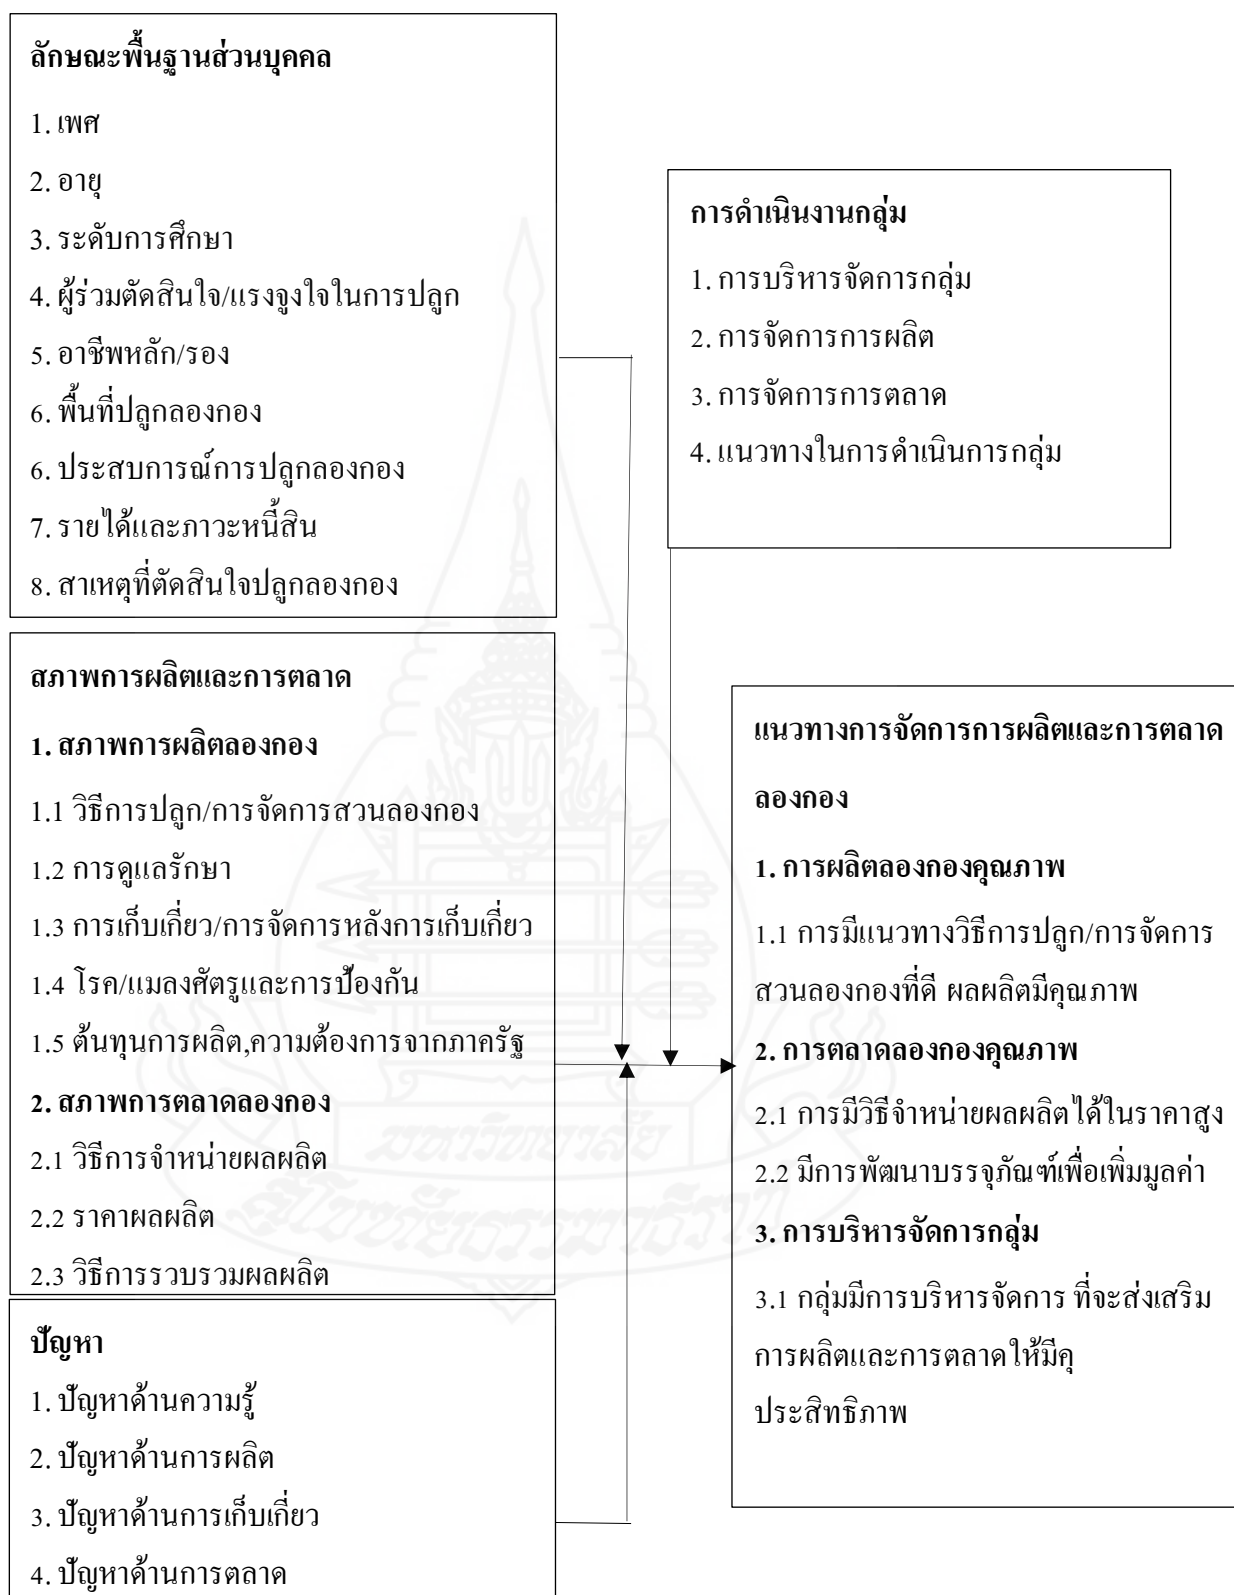 ลักษณะพื้นฐานส่วนบุคคล
1. เพศ
2. อายุ
3. ระดับการศึกษา
4. ผู้ร่วมตัดสินใจ/แรงจูงใจในการปลูก
5. อาชีพหลัก/รอง
6. พื้นที่ปลูกลองกอง
6. ประสบการณ์การปลูกลองกอง
7. รายได้และภาวะหนี้สิน
8. สาเหตุที่ตัดสินใจปลูกลองกอง
การดำเนินงานกลุ่ม
1. การบริหารจัดการกลุ่ม
2. การจัดการการผลิต
3. การจัดการการตลาด
4. แนวทางในการดำเนินการกลุ่ม
สภาพการผลิตและการตลาด
1. สภาพการผลิตลองกอง
1.1 วิธีการปลูก/การจัดการสวนลองกอง
1.2 การดูแลรักษา
1.3 การเก็บเกี่ยว/การจัดการหลังการเก็บเกี่ยว
1.4 โรค/แมลงศัตรูและการป้องกัน
1.5 ต้นทุนการผลิต,ความต้องการจากภาครัฐ
2. สภาพการตลาดลองกอง
2.1 วิธีการจำหน่ายผลผลิต
2.2 ราคาผลผลิต
2.3 วิธีการรวบรวมผลผลิต
ปัญหา
1. ปัญหาด้านความรู้
2. ปัญหาด้านการผลิต
3. ปัญหาด้านการเก็บเกี่ยว
4. ปัญหาด้านการตลาด
แนวทางการจัดการการผลิตและการตลาด
ลองกอง
1. การผลิตลองกองคุณภาพ
1.1 การมีแนวทางวิธีการปลูก/การจัดการ
สวนลองกองที่ดี ผลผลิตมีคุณภาพ
2. การตลาดลองกองคุณภาพ
2.1 การมีวิธีจำหน่ายผลผลิตได้ในราคาสูง
2.2 มีการพัฒนาบรรจุภัณฑ์เพื่อเพิ่มมูลค่า
3. การบริหารจัดการกลุ่ม
3.1 กลุ่มมีการบริหารจัดการ ที่จะส่งเสริม
การผลิตและการตลาดให้มีคุ
ประสิทธิภาพ
มหาวิทยาลัย
สุโขทัยธรรมาธิราช